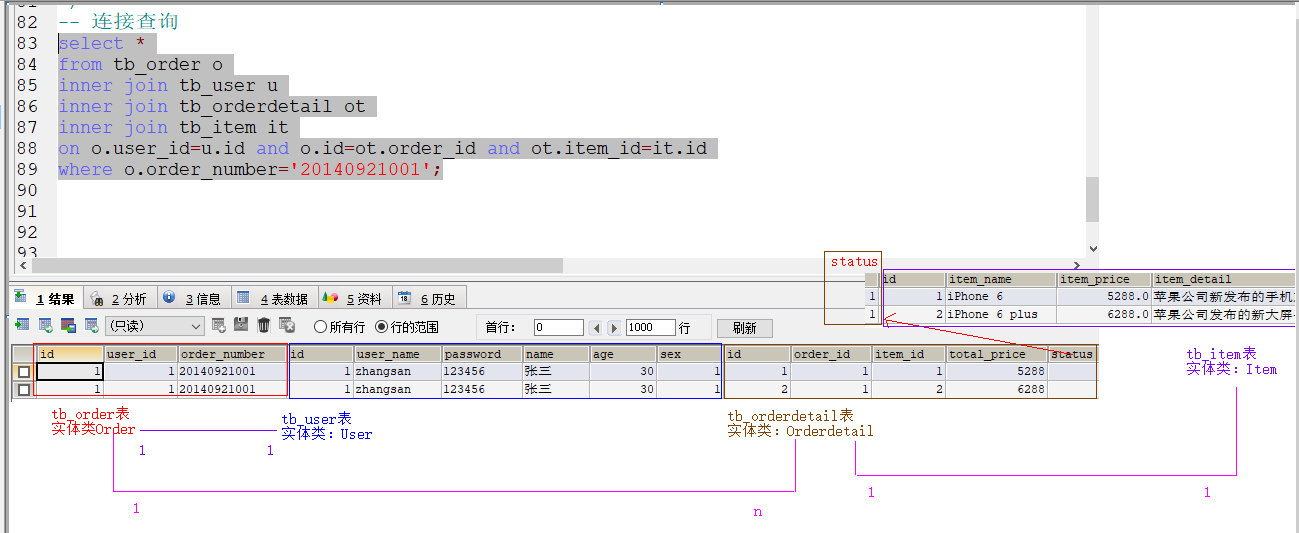 82
-- 连接查询
83
select *
84
from tb_order o
85
inner join tb_user u
86
inner join tb_orderdetail ot
87
inner join tb_item it
88
on o.user_id=u.id and o.id=ot.order_id and ot.item_id=it.id
89
where o.order_number='20140921001';
90
91
92
93
status
id item_name item_price item_detail
1 1 iPhone 6 5288.0 苹果公司新发布的手机
1 2 iPhone 6 plus 6288.0 苹果公司发布的新大屏
1 结果 2 分析 3 信息 4 表数据 5 资料 6 历史
(只读) 所有行 行的范围 首行: 0 1000 行 刷新
id user_id order_number id user_name password name age sex id order_id item_id total_price status
1 1 20140921001 1 zhangsan 123456 张三 30 1 1 1 1 5288
1 1 20140921001 1 zhangsan 123456 张三 30 1 2 1 2 6288
tb_item表
实体类：Item
tb_order表
实体类Order
tb_user表
实体类：User
tb_orderdetail表
实体类：Orderdetail
1 1
1 1
1 n